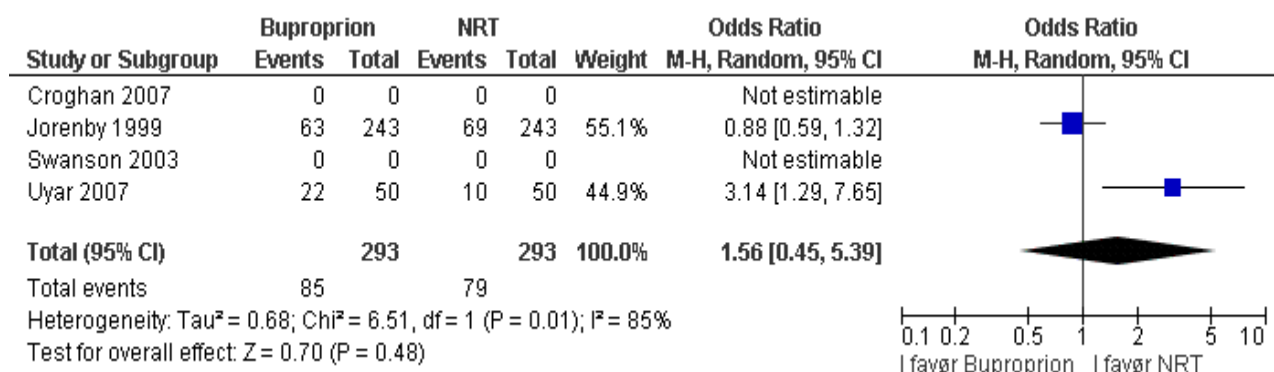 Buproprion NRT Odds Ratio Odds Ratio
Study or Subgroup Events Total Events Total Weight M-H, Random, 95% CI M-H, Random, 95% CI
Croghan 2007 0 0 0 0 Not estimable
Jorenby 1999 63 243 69 243 55.1% 0.88 [0.59, 1.32]
Swanson 2003 0 0 0 0 Not estimable
Uyar 2007 22 50 10 50 44.9% 3.14 [1.29, 7.65]
Total (95% CI) 293 293 100.0% 1.56 [0.45, 5.39]
Total events 85 79
Heterogeneity: Tau² = 0.68; Chi² = 6.51, df = 1 (P = 0.01); I² = 85%
Test for overall effect: Z = 0.70 (P = 0.48)
0.1 0.2 0.5 1 2 5 10
I favør Buproprion I favør NRT